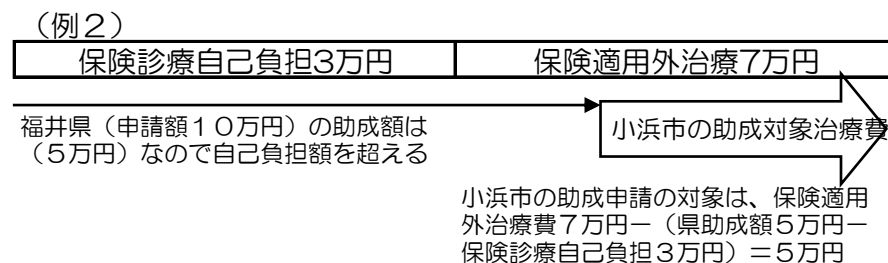 （例２）
保険診療自己負担3万円 保険適用外治療7万円
福井県（申請額１０万円）の助成額は
（５万円）なので自己負担額を超える
小浜市の助成対象治療費
小浜市の助成申請の対象は、保険適用
外治療費７万円－（県助成額５万円－
保険診療自己負担３万円）＝５万円